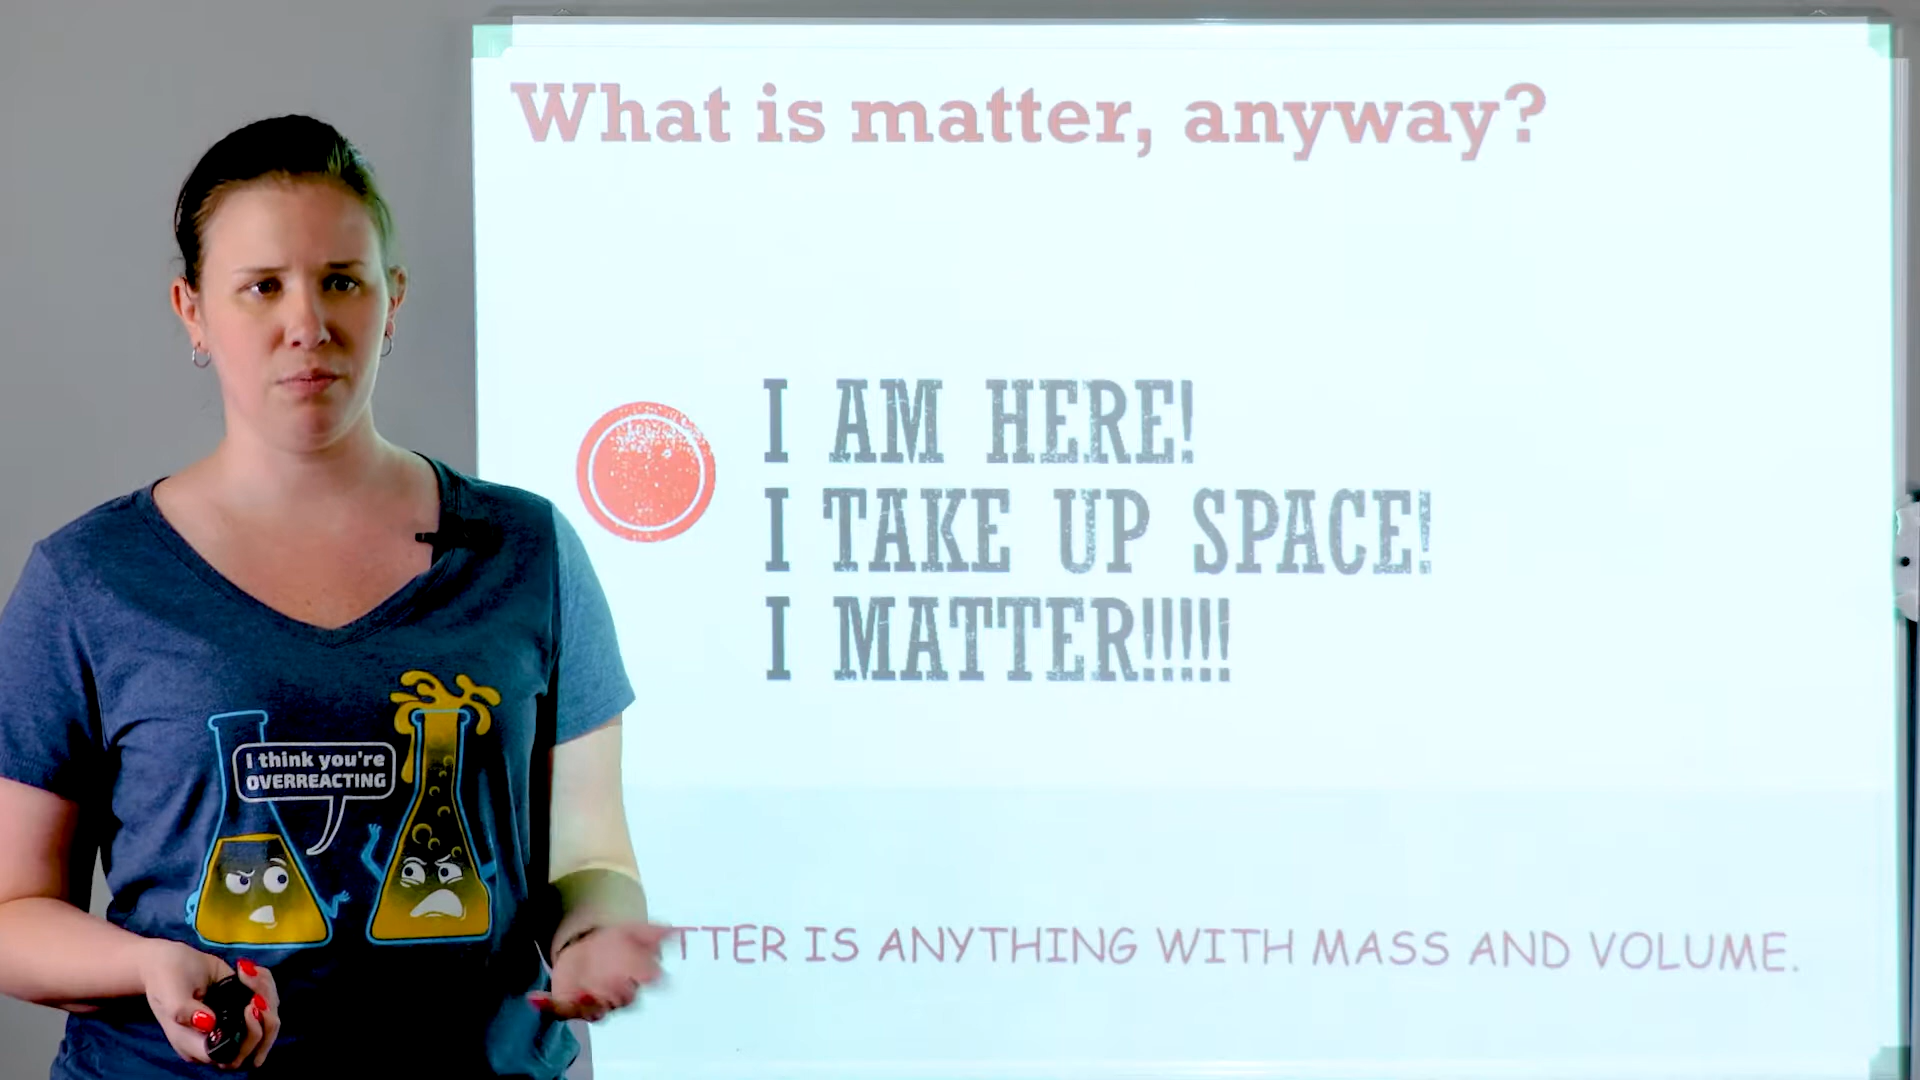 What is matter, anyway?
I AM HERE!
I TAKE UP SPACE!
I MATTER!!!!!
I think you're
OVERREACTING
TTER IS ANYTHING WITH MASS AND VOLUME.